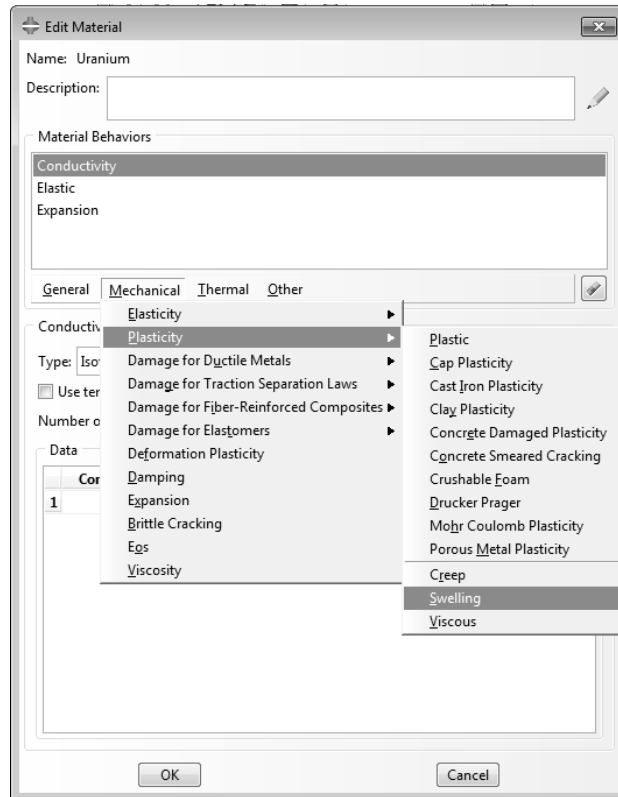 Edit Material
Name: Uranium
Description:
Material Behaviors
Conductivity
Elastic
Expansion
General Mechanical Thermal Other
Elasticity
Plasticity
Damage for Ductile Metals
Damage for Traction Separation Laws
Damage for Fiber-Reinforced Composites
Damage for Elastomers
Deformation Plasticity
Damping
Expansion
Brittle Cracking
Eos
Viscosity
Plastic
Cap Plasticity
Cast Iron Plasticity
Clay Plasticity
Concrete Damaged Plasticity
Concrete Smeared Cracking
Crushable Foam
Drucker Prager
Mohr Coulomb Plasticity
Porous Metal Plasticity
Creep
Swelling
Viscous
Conductiv
Type: Iso
Use ter
Number o
Data
Cor
1
OK Cancel